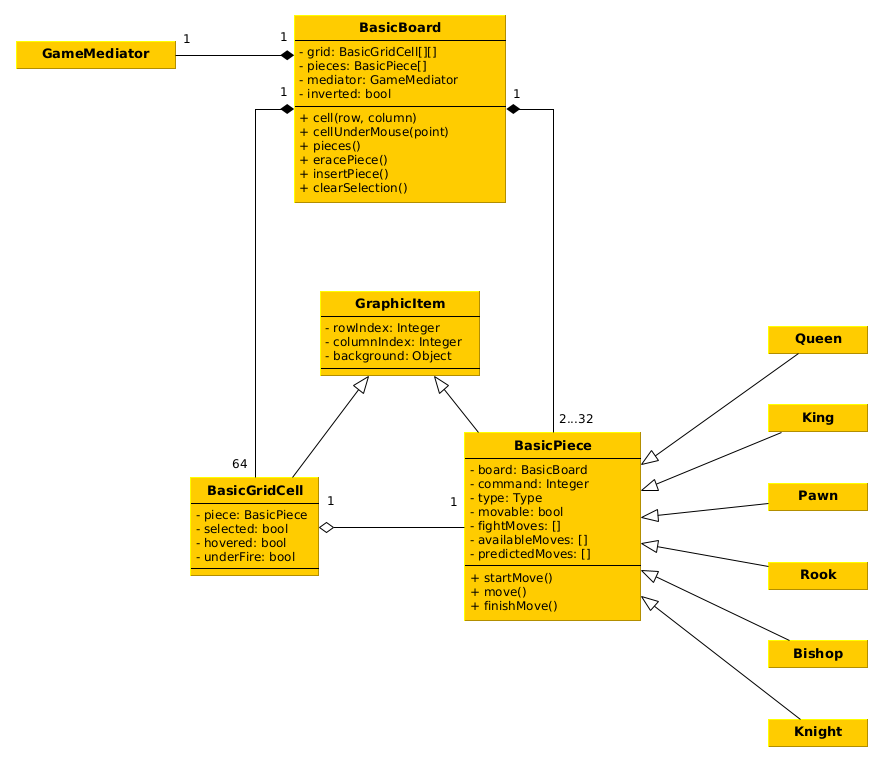 BasicBoard
- grid: BasicGridCell[][]
- pieces: BasicPiece[]
- mediator: GameMediator
- inverted: bool
+ cell(row, column)
+ cellUnderMouse(point)
+ pieces()
+ eracePiece()
+ insertPiece()
+ clearSelection()
GameMediator
1
1
1
1
GraphicItem
- rowIndex: Integer
- columnIndex: Integer
- background: Object
2...32
64
BasicGridCell
- piece: BasicPiece
- selected: bool
- hovered: bool
- underFire: bool
1
1
BasicPiece
- board: BasicBoard
- command: Integer
- type: Type
- movable: bool
- fightMoves: []
- availableMoves: []
- predictedMoves: []
+ startMove()
+ move()
+ finishMove()
Queen
King
Pawn
Rook
Bishop
Knight